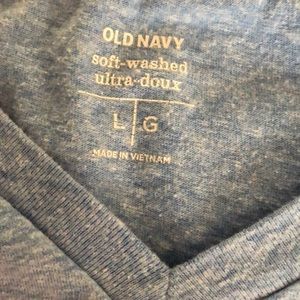 OLD NAVY
soft-washed
ultra-doux
L G
MADE IN VIETNAM